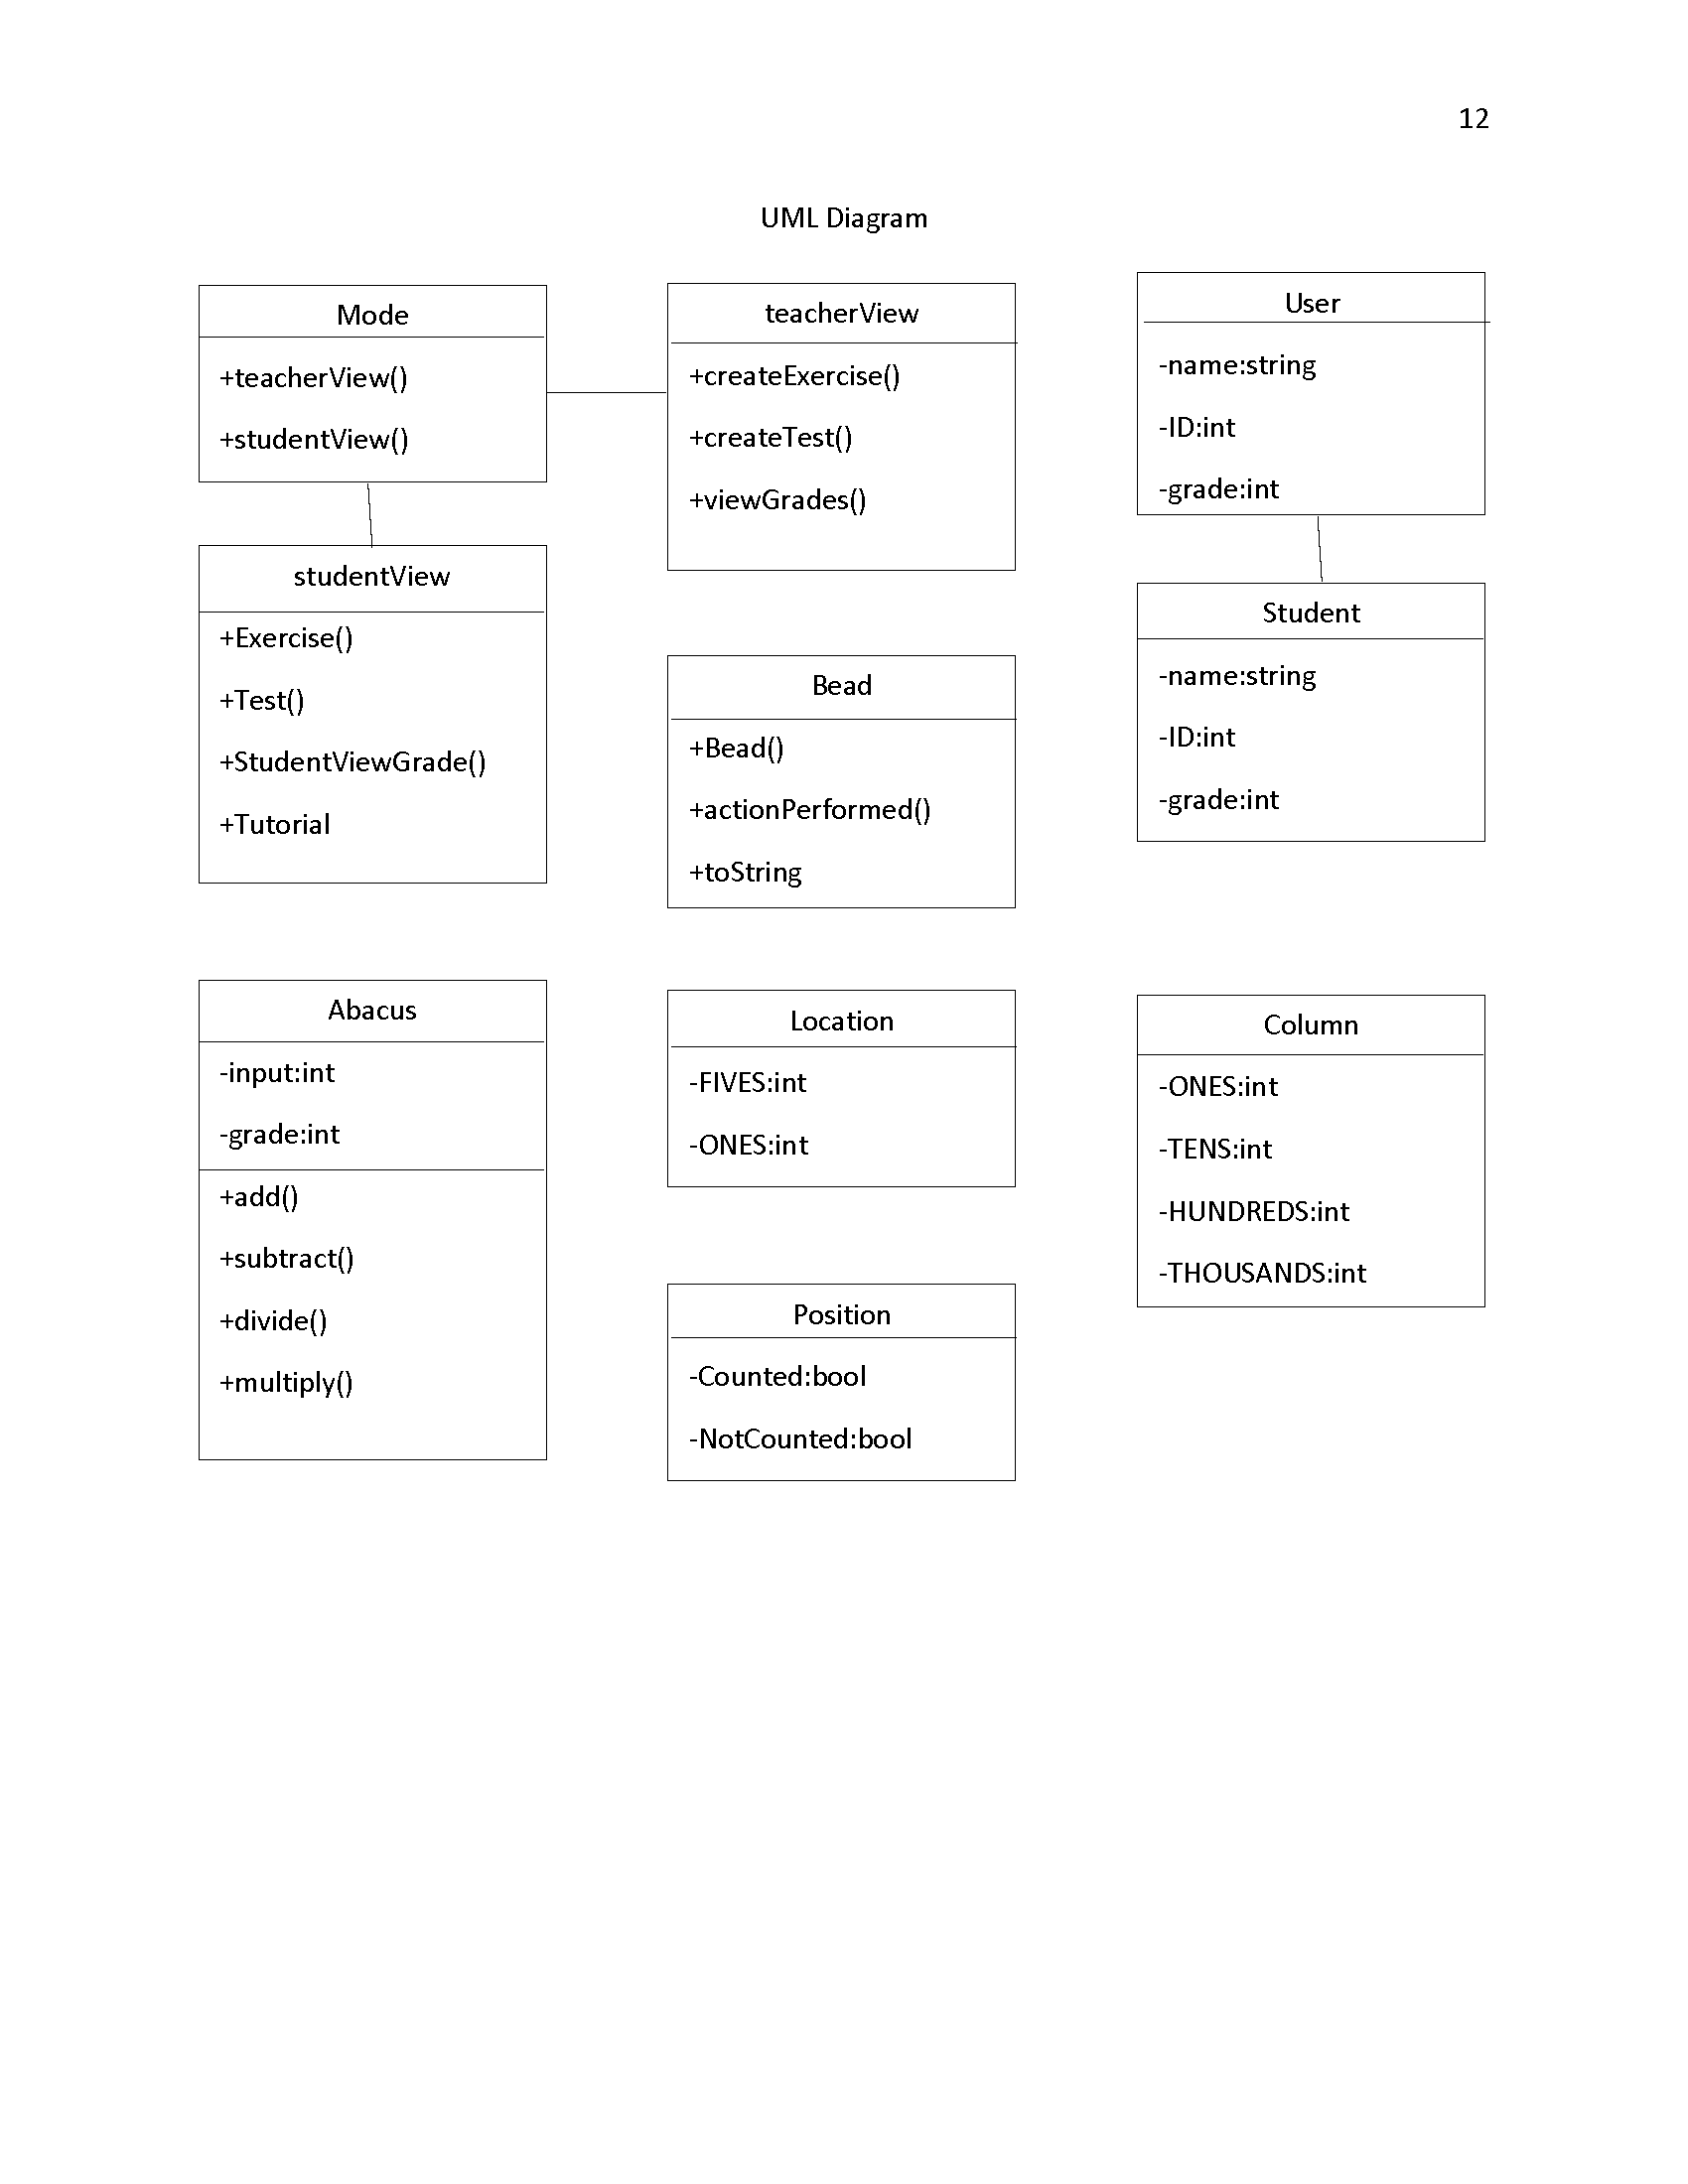 12
UML Diagram
Mode
+teacherView()
+studentView()
teacherView
+createExercise()
+createTest()
+viewGrades()
User
-name:string
-ID:int
-grade:int
studentView
+Exercise()
+Test()
+StudentViewGrade()
+Tutorial
Bead
+Bead()
+actionPerformed()
+toString
Student
-name:string
-ID:int
-grade:int
Abacus
-input:int
-grade:int
+add()
+subtract()
+divide()
+multiply()
Location
-FIVES:int
-ONES:int
Column
-ONES:int
-TENS:int
-HUNDREDS:int
-THOUSANDS:int
Position
-Counted:bool
-NotCounted:bool